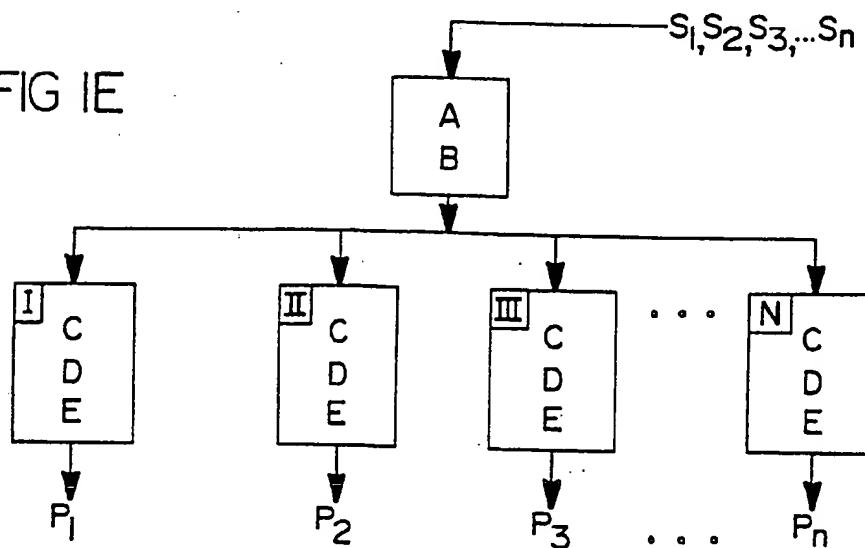 S1,S2,S3,...Sn
FIG 1E
A
B
I II III N
C C C C
D D D D
E E E E
P1 P2 P3 ... Pn